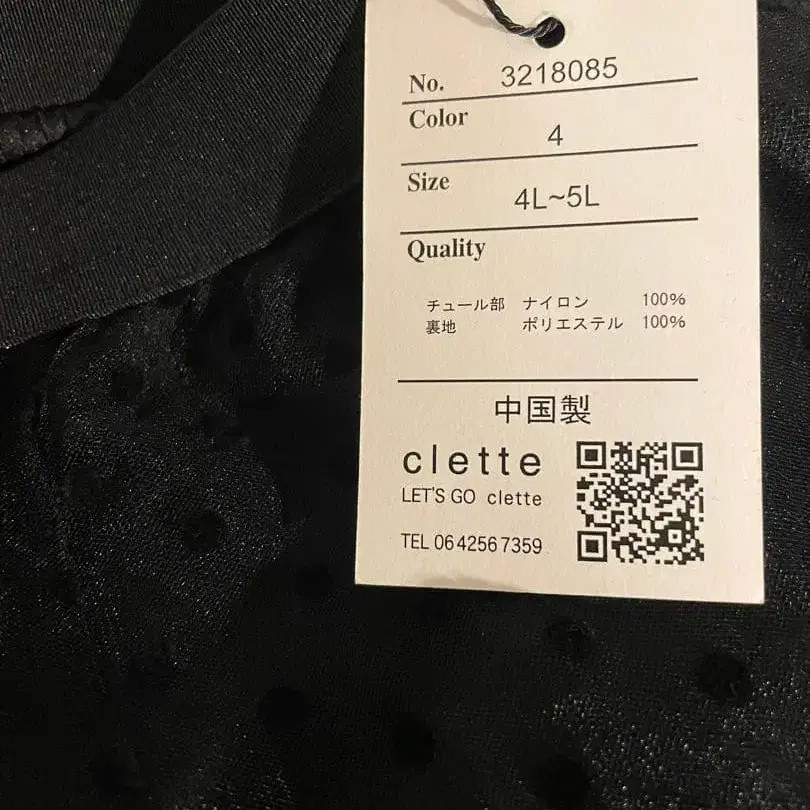 No. 3218085
Color 4
Size 4L~5L
Quality
チュール部 ナイロン 100%
裏地 ポリエステル 100%
中国製
clette
LET'S GO clette
TEL 06 4256 7359